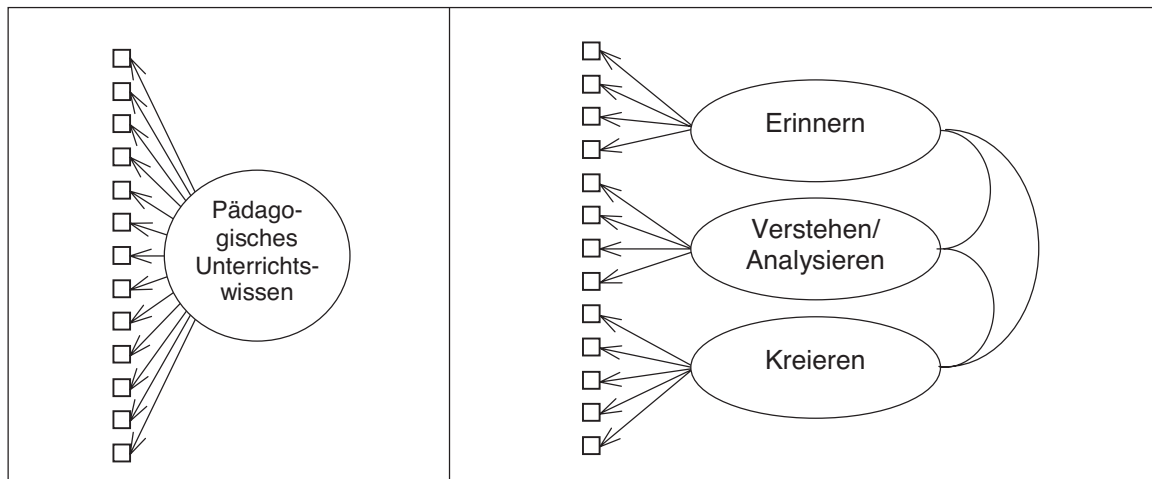 Pädago-
gisches
Unterrichts-
wissen
Erinnern
Verstehen/
Analysieren
Kreieren